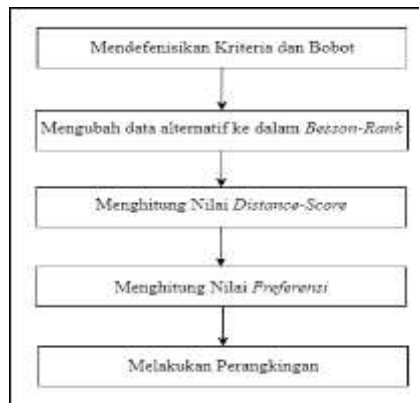 Mendefenisikan Kriteria dan Bobot
Mengubah data alternatif ke dalam Besson-Rank
Menghitung Nilai Distance-Score
Menghitung Nilai Preferensi
Melakukan Perangkingan